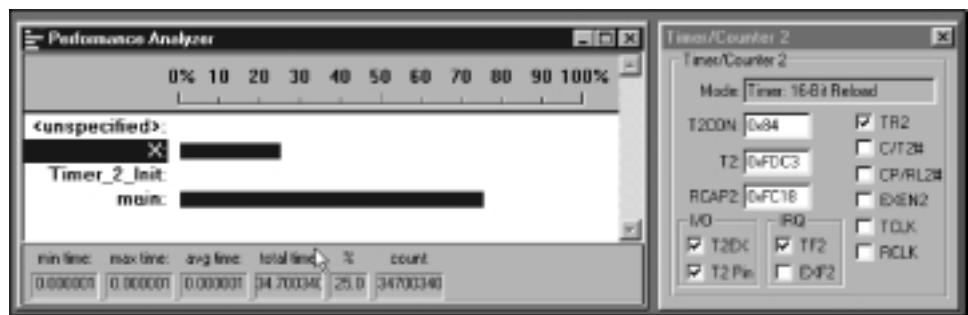 Performance Analyzer
0% 10 20 30 40 50 60 70 80 90 100%
<unspecified>:
X
Timer_2_Init:
main:
min time: max time: avg time: total time: % count:
0.000001 0.000001 0.000001 34.700340 25.0 34700340
Timer/Counter 2
Timer/Counter 2
Mode: Timer: 16-Bit Reload
T2CON: 0x84
T2: 0xFDC3
RCAP2: 0xFC18
TR2
C/T2#
CP/RL2#
EXEN2
TCLK
RCLK
I/O
T2EX
T2 Pin
IRQ
TF2
EXF2